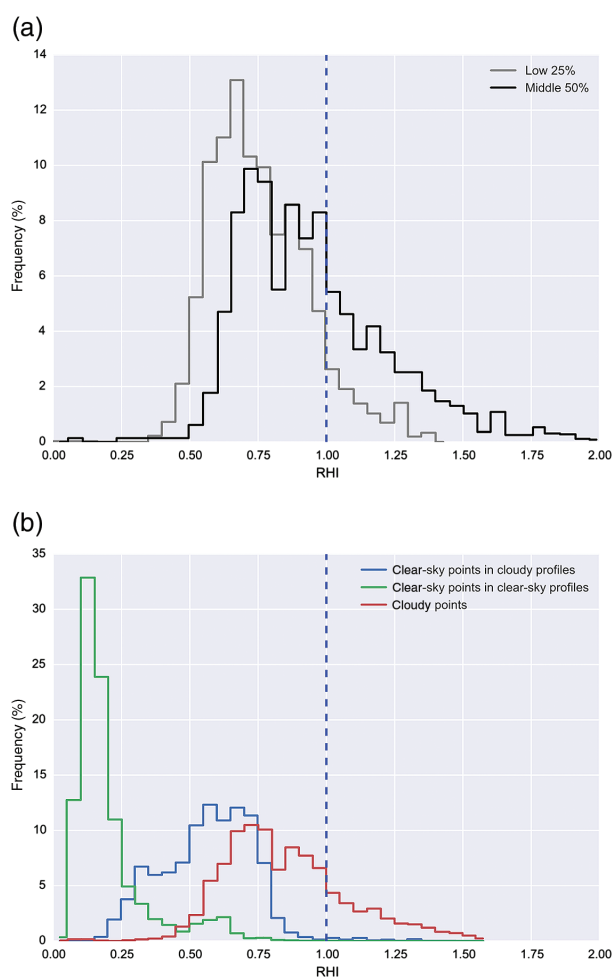 (a)
14
12
10
8
6
4
2
0
Frequency (%)
Low 25%
Middle 50%
0.00 0.25 0.50 0.75 1.00 1.25 1.50 1.75 2.00
RHI
(b)
35
30
25
20
15
10
5
0
Frequency (%)
Clear-sky points in cloudy profiles
Clear-sky points in clear-sky profiles
Cloudy points
0.00 0.25 0.50 0.75 1.00 1.25 1.50 1.75 2.00
RHI